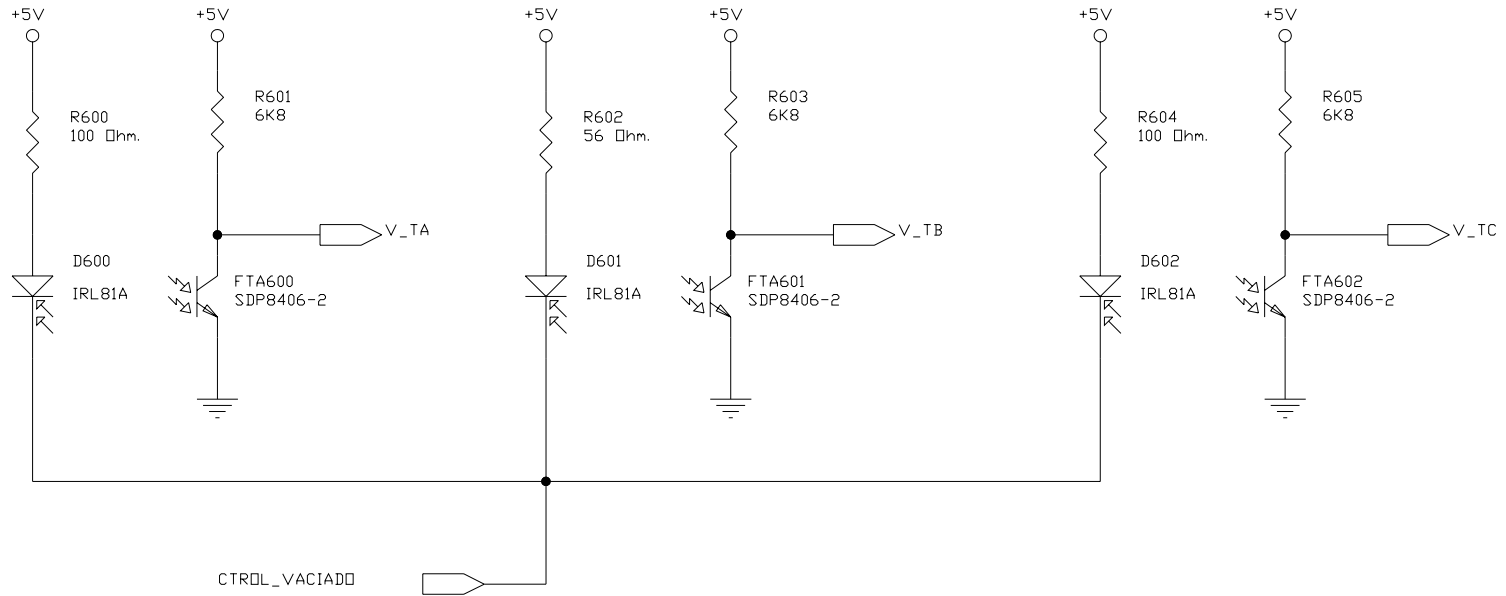 +5V
+5V
+5V
+5V
+5V
+5V
R600
100 Ohm.
R601
6K8
R602
56 Ohm.
R603
6K8
R604
100 Ohm.
R605
6K8
V_TA
V_TB
V_TC
D600
IRL81A
FTA600
SDP8406-2
D601
IRL81A
FTA601
SDP8406-2
D602
IRL81A
FTA602
SDP8406-2
CTROL_VACIADO